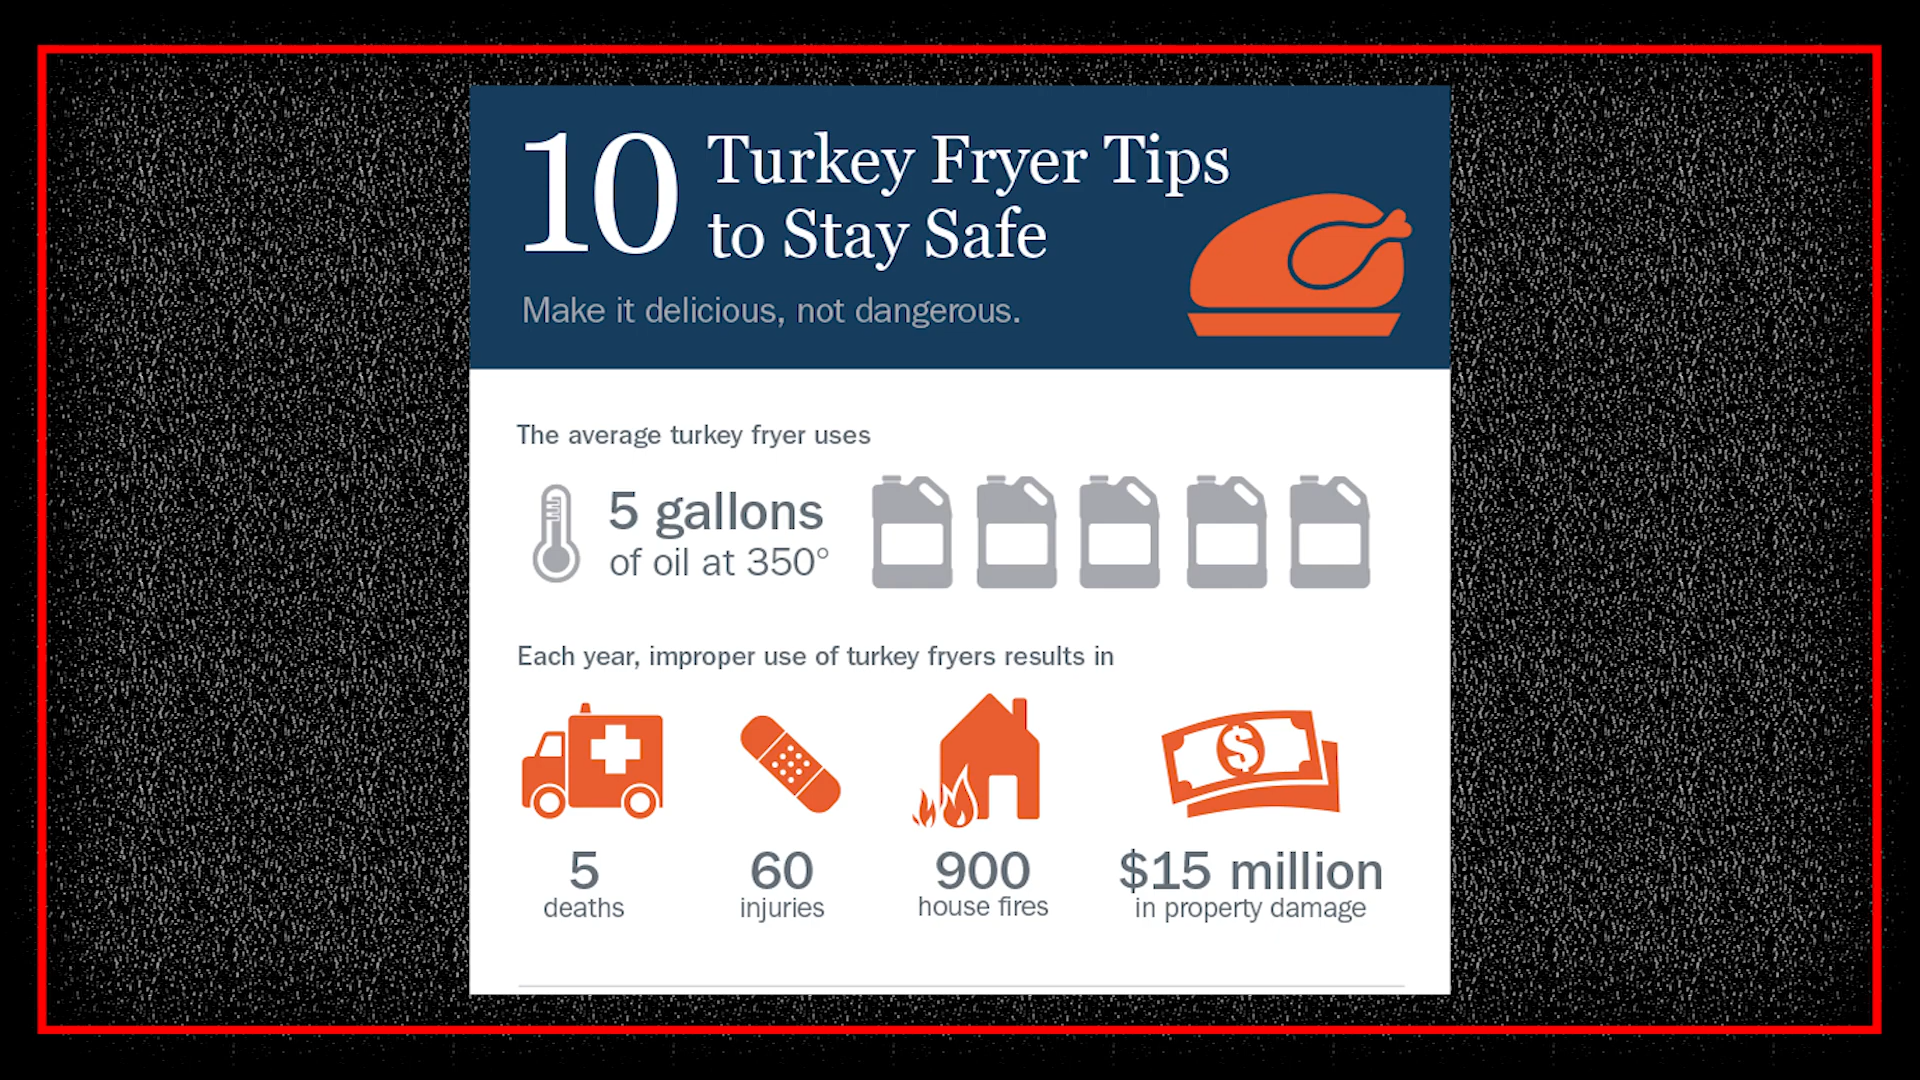 10 Turkey Fryer Tips
to Stay Safe
Make it delicious, not dangerous.
The average turkey fryer uses
5 gallons
of oil at 350°
Each year, improper use of turkey fryers results in
5
deaths
60
injuries
900
house fires
$15 million
in property damage